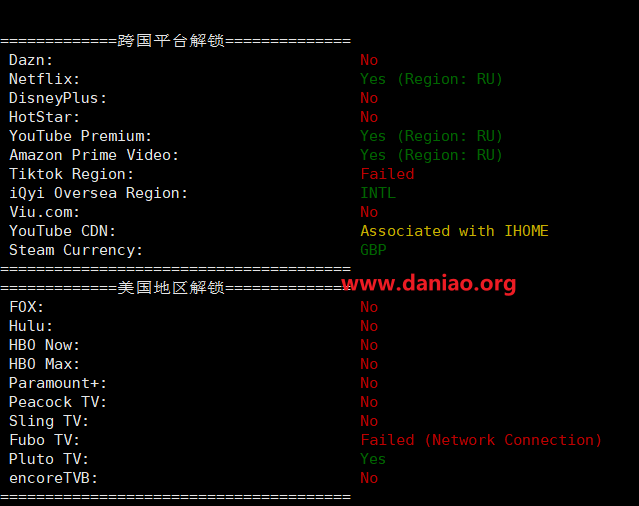 =============跨国平台解锁==============
Dazn: No
Netflix: Yes (Region: RU)
DisneyPlus: No
HotStar: No
YouTube Premium: Yes (Region: RU)
Amazon Prime Video: Yes (Region: RU)
Tiktok Region: Failed
iQyi Oversea Region: INTL
Viu.com: No
YouTube CDN: Associated with IHOME
Steam Currency: GBP
=======================================
=============美国地区解锁==============
www.daniao.org
FOX: No
Hulu: No
HBO Now: No
HBO Max: No
Paramount+: No
Peacock TV: No
Sling TV: No
Fubo TV: Failed (Network Connection)
Pluto TV: Yes
encoreTVB: No
=======================================